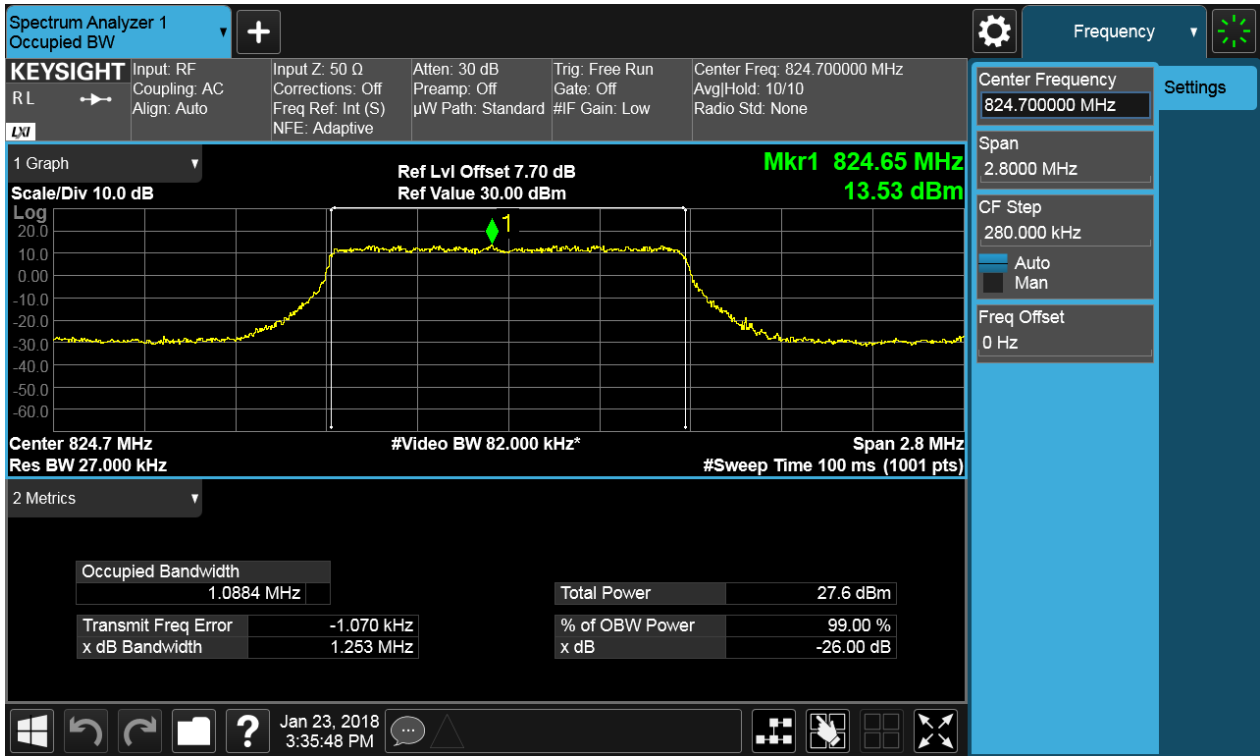 Spectrum Analyzer 1
Occupied BW
+
Frequency
KEYSIGHT
R L
LXI
Input: RF
Coupling: AC
Align: Auto
Input Z: 50 Ω
Corrections: Off
Freq Ref: Int (S)
NFE: Adaptive
Atten: 30 dB
Preamp: Off
µW Path: Standard
Trig: Free Run
Gate: Off
#IF Gain: Low
Center Freq: 824.700000 MHz
Avg|Hold: 10/10
Radio Std: None
Center Frequency
824.700000 MHz
Settings
Span
2.8000 MHz
CF Step
280.000 kHz
Auto
Man
Freq Offset
0 Hz
1 Graph
Scale/Div 10.0 dB
Ref Lvl Offset 7.70 dB
Ref Value 30.00 dBm
Mkr1 824.65 MHz
13.53 dBm
Log
1
20.0
10.0
0.00
-10.0
-20.0
-30.0
-40.0
-50.0
-60.0
Center 824.7 MHz
Res BW 27.000 kHz
#Video BW 82.000 kHz*
Span 2.8 MHz
#Sweep Time 100 ms (1001 pts)
2 Metrics
Occupied Bandwidth
1.0884 MHz
Total Power 27.6 dBm
Transmit Freq Error -1.070 kHz
% of OBW Power 99.00 %
x dB Bandwidth 1.253 MHz
x dB -26.00 dB
?
Jan 23, 2018
3:35:48 PM